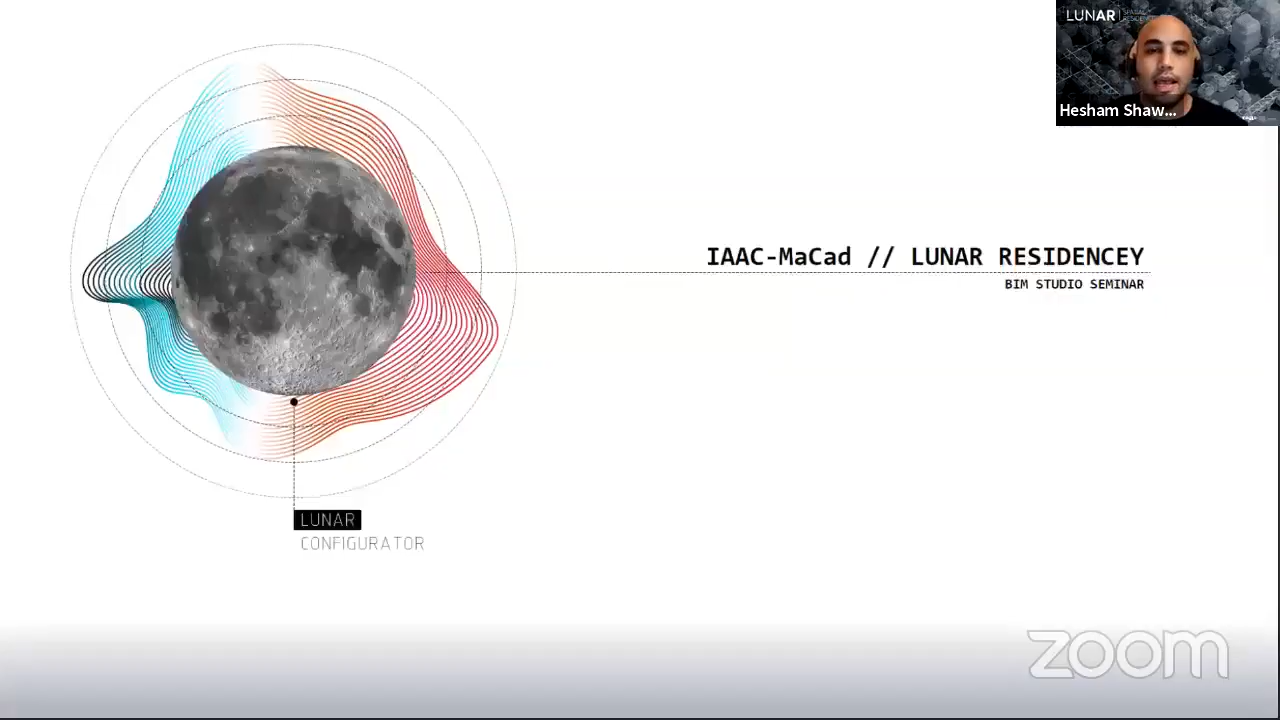 LUNAR
Hesham Shaw...
IAAC-MaCad // LUNAR RESIDENCEY
BIM STUDIO SEMINAR
LUNAR
CONFIGURATOR
zoom